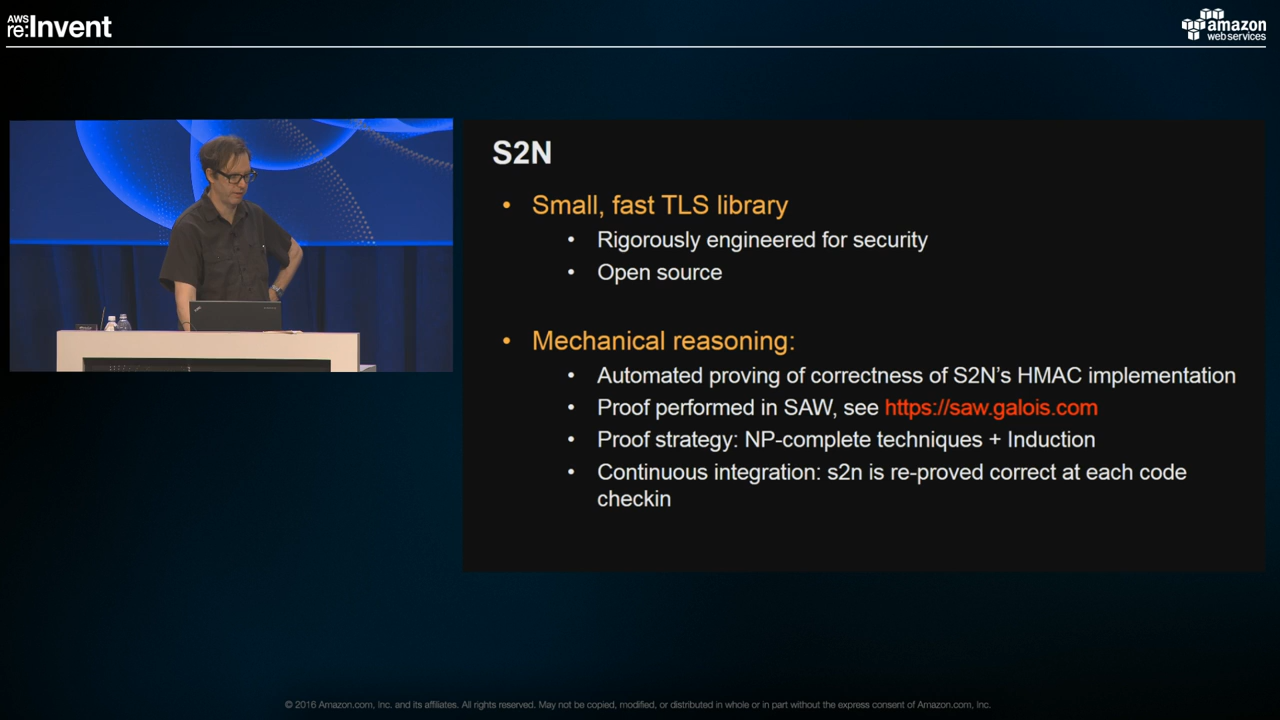 AWS
re:Invent
amazon
web services
S2N
• Small, fast TLS library
• Rigorously engineered for security
• Open source
• Mechanical reasoning:
• Automated proving of correctness of S2N's HMAC implementation
• Proof performed in SAW, see https://saw.galois.com
• Proof strategy: NP-complete techniques + Induction
• Continuous integration: s2n is re-proved correct at each code
checkin
© 2016 Amazon.com, Inc. and its affiliates. All rights reserved. May not be copied, modified, or distributed in whole or in part without the express consent of Amazon.com, Inc.